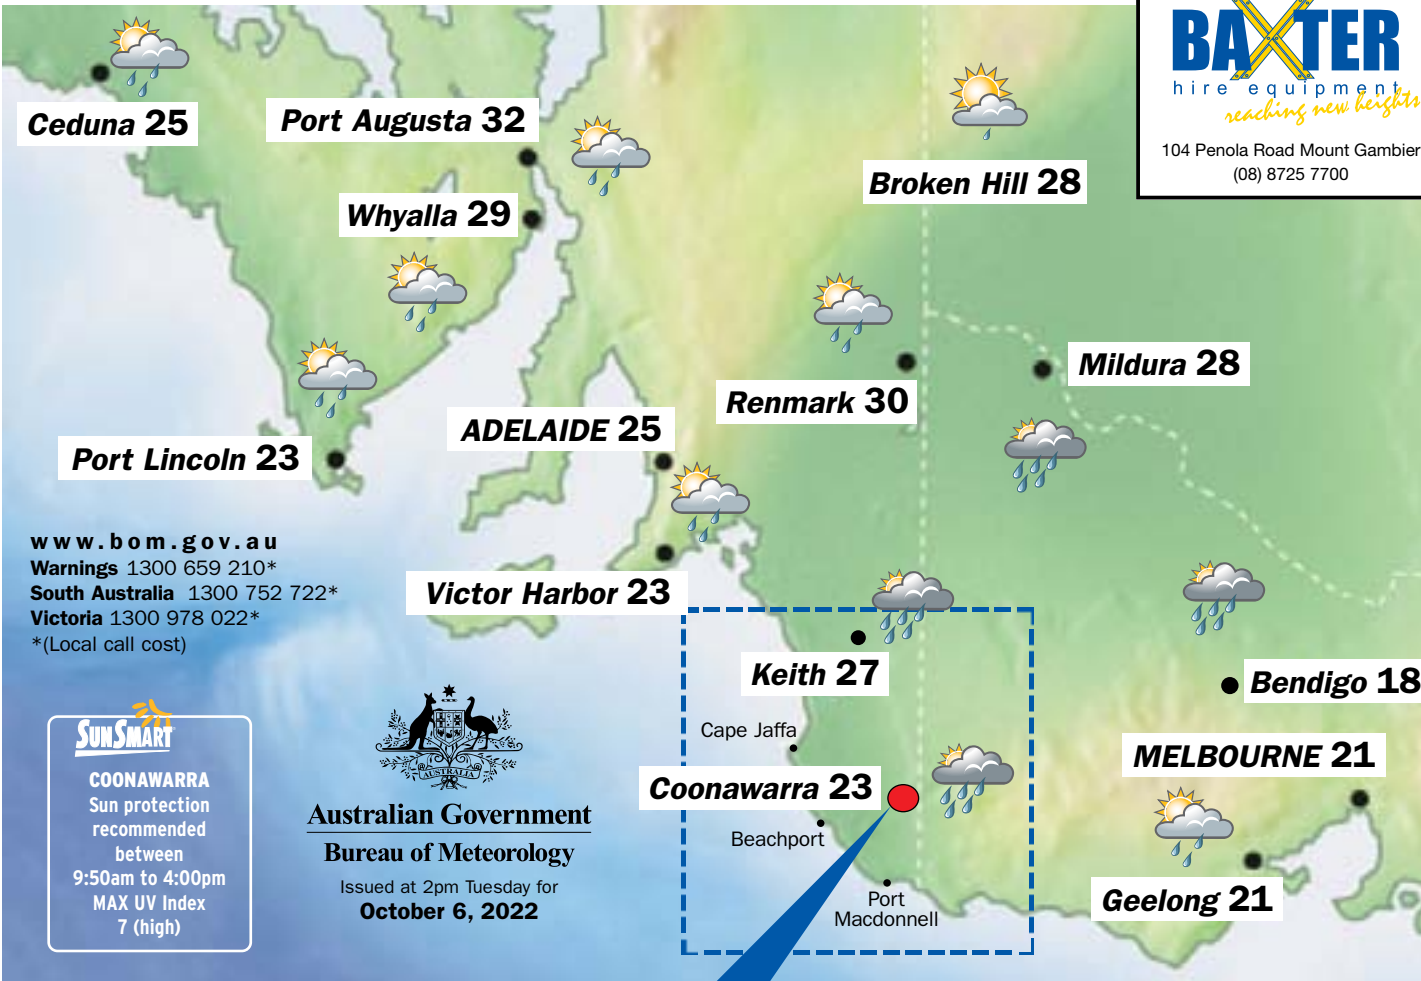 BAXTER
hire equipment
reaching new heights
104 Penola Road Mount Gambier
(08) 8725 7700
Ceduna 25
Port Augusta 32
Whyalla 29
Broken Hill 28
Renmark 30
Mildura 28
ADELAIDE 25
Port Lincoln 23
Victor Harbor 23
www.bom.gov.au
Warnings 1300 659 210*
South Australia 1300 752 722*
Victoria 1300 978 022*
*(Local call cost)
Keith 27
Bendigo 18
Cape Jaffa
MELBOURNE 21
Coonawarra 23
Beachport
Geelong 21
Port
Macdonnell
SUNSMART
COONAWARRA
Sun protection
recommended
between
9:50am to 4:00pm
MAX UV Index
7 (high)
AUSTRALIA
Australian Government
Bureau of Meteorology
Issued at 2pm Tuesday for
October 6, 2022